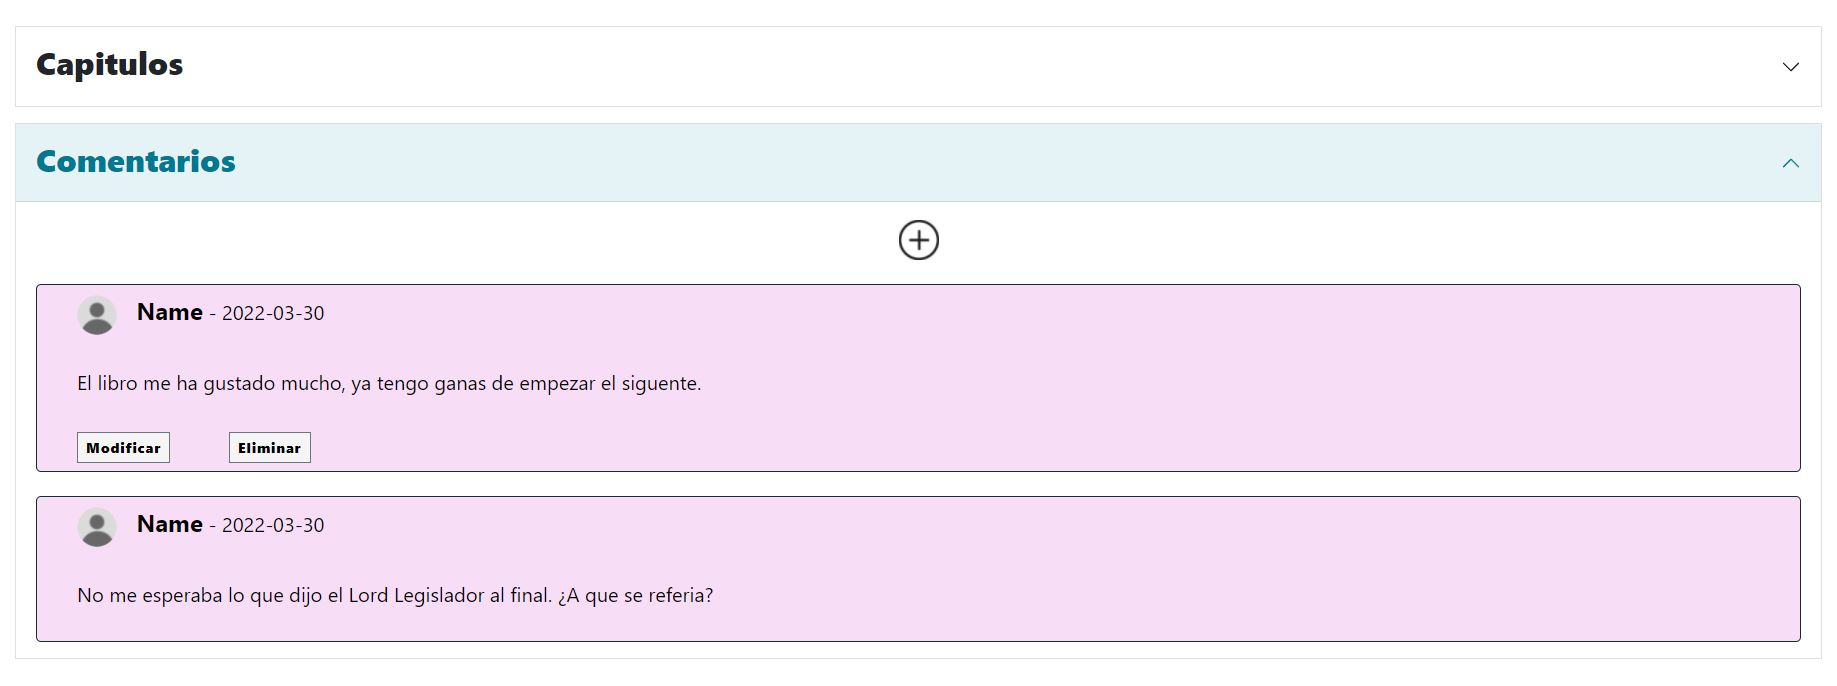 Capitulos
Comentarios
Name - 2022-03-30
El libro me ha gustado mucho, ya tengo ganas de empezar el siguente.
Modificar Eliminar
Name - 2022-03-30
No me esperaba lo que dijo el Lord Legislador al final. ¿A que se referia?